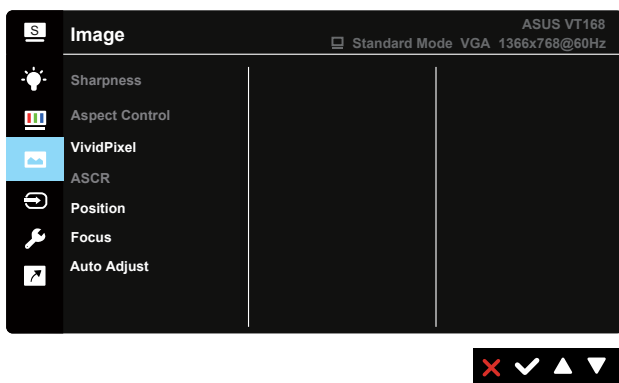 S
Image
ASUS VT168
Standard Mode VGA 1366x768@60Hz
Sharpness
Aspect Control
VividPixel
ASCR
Position
Focus
Auto Adjust